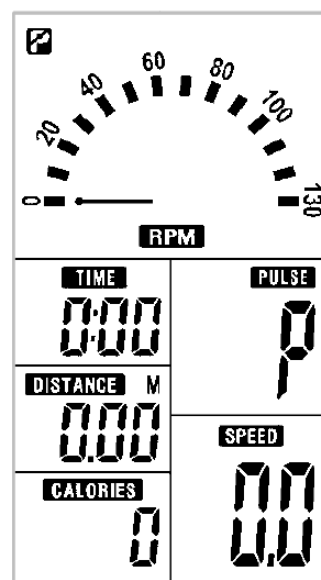 0 20 40 60 80 100 130
RPM
TIME
0:00
DISTANCE M
0.00
CALORIES
0
PULSE
P
SPEED
0.0